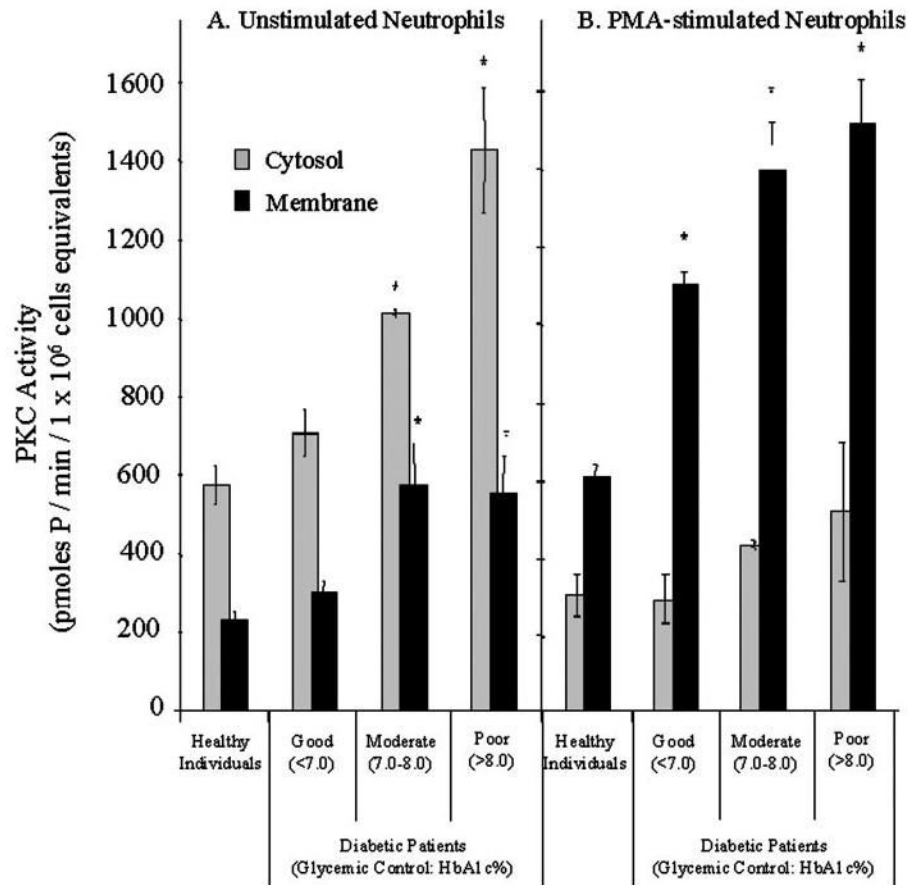 A. Unstimulated Neutrophils
B. PMA-stimulated Neutrophils
PKC Activity
(pmoles P / min / 1 x 10⁶ cells equivalents)
1600
1400
1200
1000
800
600
400
200
0
Cytosol
Membrane
*
*
*
*
*
Healthy
Individuals
Good
(<7.0)
Moderate
(7.0-8.0)
Poor
(>8.0)
Healthy
Individuals
Good
(<7.0)
Moderate
(7.0-8.0)
Poor
(>8.0)
Diabetic Patients
(Glycemic Control: HbA1c%)
Diabetic Patients
(Glycemic Control: HbA1c%)